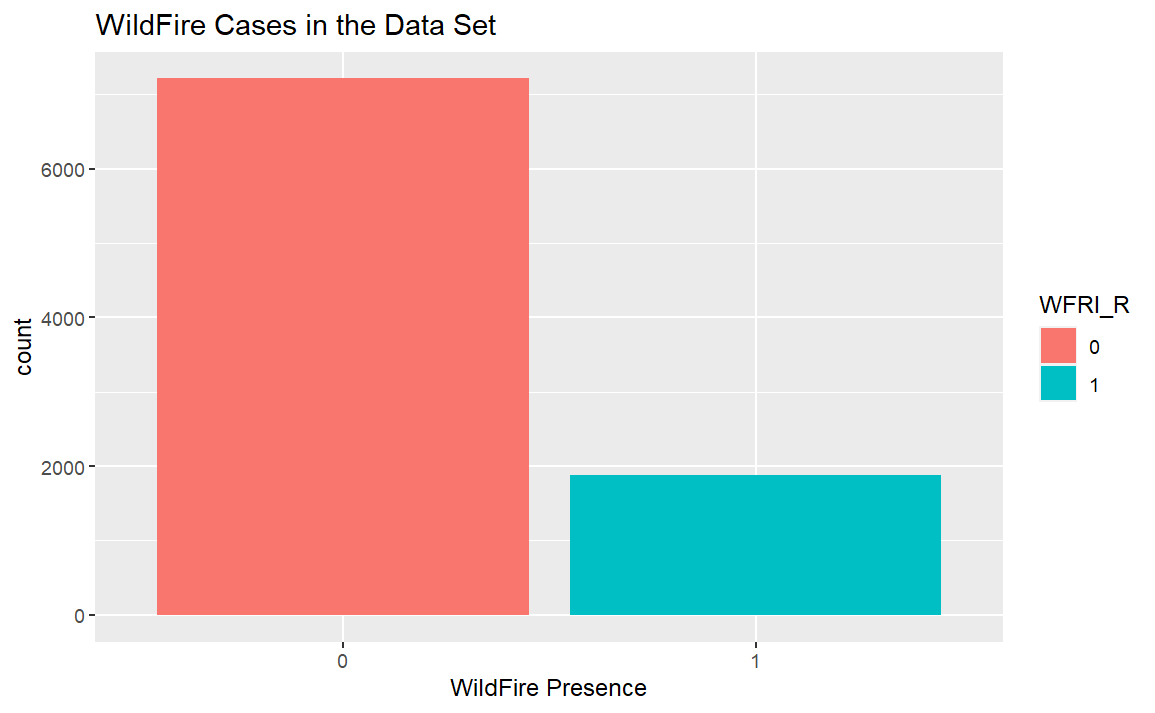 WildFire Cases in the Data Set
6000
4000
2000
0
count
0 1
WildFire Presence
WFRI_R
0
1